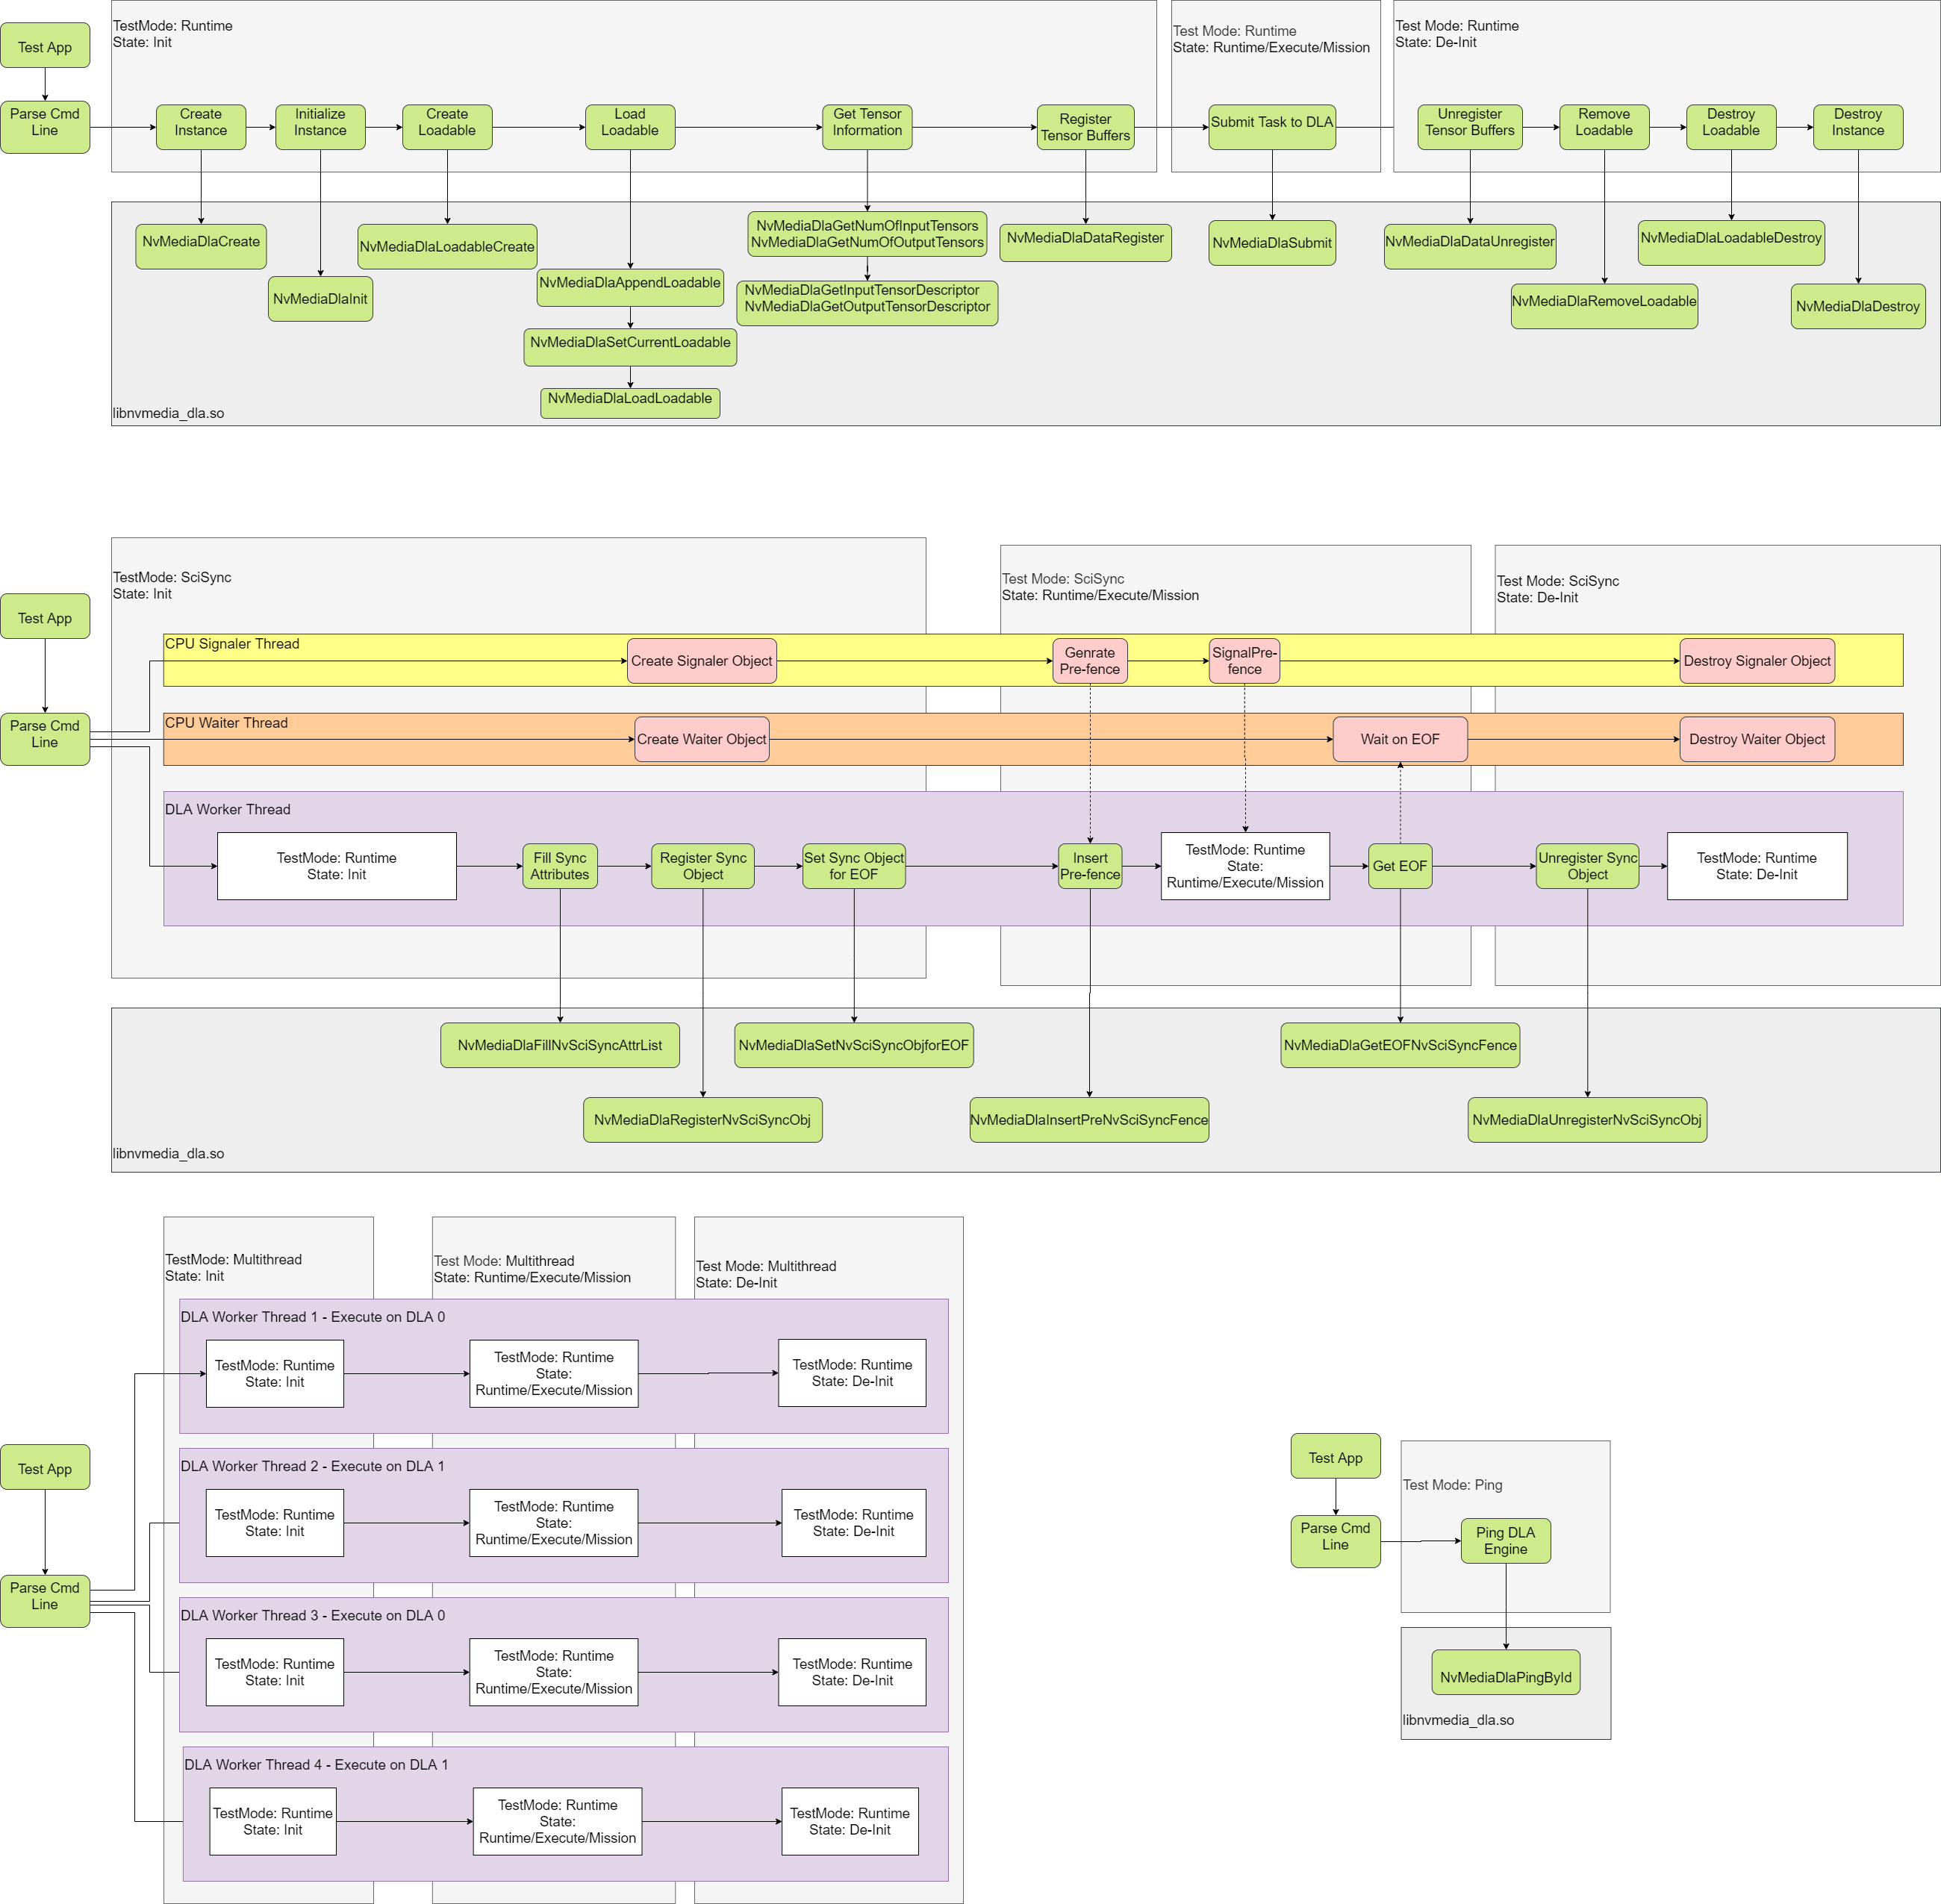 TestMode: Runtime
State: Init
Test Mode: Runtime
State: Runtime/Execute/Mission
Test Mode: Runtime
State: De-Init
Test App
Parse Cmd
Line
Create
Instance
Initialize
Instance
Create
Loadable
Load
Loadable
Get Tensor
Information
Register
Tensor Buffers
Submit Task to DLA
Unregister
Tensor Buffers
Remove
Loadable
Destroy
Loadable
Destroy
Instance
NvMediaDlaCreate
NvMediaDlaInit
NvMediaDlaLoadableCreate
NvMediaDlaAppendLoadable
NvMediaDlaSetCurrentLoadable
NvMediaDlaLoadLoadable
NvMediaDlaGetNumOfInputTensors
NvMediaDlaGetNumOfOutputTensors
NvMediaDlaGetInputTensorDescriptor
NvMediaDlaGetOutputTensorDescriptor
NvMediaDlaDataRegister
NvMediaDlaSubmit
NvMediaDlaDataUnregister
NvMediaDlaRemoveLoadable
NvMediaDlaLoadableDestroy
NvMediaDlaDestroy
libnvmedia_dla.so
TestMode: SciSync
State: Init
Test Mode: SciSync
State: Runtime/Execute/Mission
Test Mode: SciSync
State: De-Init
Test App
Parse Cmd
Line
CPU Signaler Thread
Create Signaler Object
Genrate
Pre-fence
SignalPre-
fence
Destroy Signaler Object
CPU Waiter Thread
Create Waiter Object
Wait on EOF
Destroy Waiter Object
DLA Worker Thread
TestMode: Runtime
State: Init
Fill Sync
Attributes
Register Sync
Object
Set Sync Object
for EOF
Insert
Pre-fence
TestMode: Runtime
State:
Runtime/Execute/Mission
Get EOF
Unregister Sync
Object
TestMode: Runtime
State: De-Init
NvMediaDlaFillNvSciSyncAttrList
NvMediaDlaSetNvSciSyncObjforEOF
NvMediaDlaGetEOFNvSciSyncFence
NvMediaDlaRegisterNvSciSyncObj
NvMediaDlaInsertPreNvSciSyncFence
NvMediaDlaUnregisterNvSciSyncObj
libnvmedia_dla.so
TestMode: Multithread
State: Init
Test Mode: Multithread
State: Runtime/Execute/Mission
Test Mode: Multithread
State: De-Init
Test App
Parse Cmd
Line
DLA Worker Thread 1 - Execute on DLA 0
TestMode: Runtime
State: Init
TestMode: Runtime
State:
Runtime/Execute/Mission
TestMode: Runtime
State: De-Init
DLA Worker Thread 2 - Execute on DLA 1
TestMode: Runtime
State: Init
TestMode: Runtime
State:
Runtime/Execute/Mission
TestMode: Runtime
State: De-Init
DLA Worker Thread 3 - Execute on DLA 0
TestMode: Runtime
State: Init
TestMode: Runtime
State:
Runtime/Execute/Mission
TestMode: Runtime
State: De-Init
DLA Worker Thread 4 - Execute on DLA 1
TestMode: Runtime
State: Init
TestMode: Runtime
State:
Runtime/Execute/Mission
TestMode: Runtime
State: De-Init
Test App
Parse Cmd
Line
Test Mode: Ping
Ping DLA
Engine
NvMediaDlaPingById
libnvmedia_dla.so